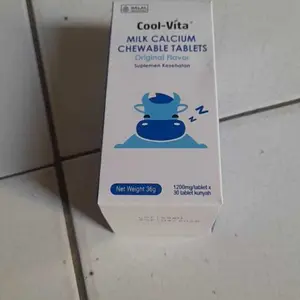 Cool-Vita
MILK CALCIUM
CHEWABLE TABLETS
Original Flavor
Suplemen Kesehatan
Z
Z
Z
Net Weight 36g
1200mg/tablet x
30 tablet kunyah